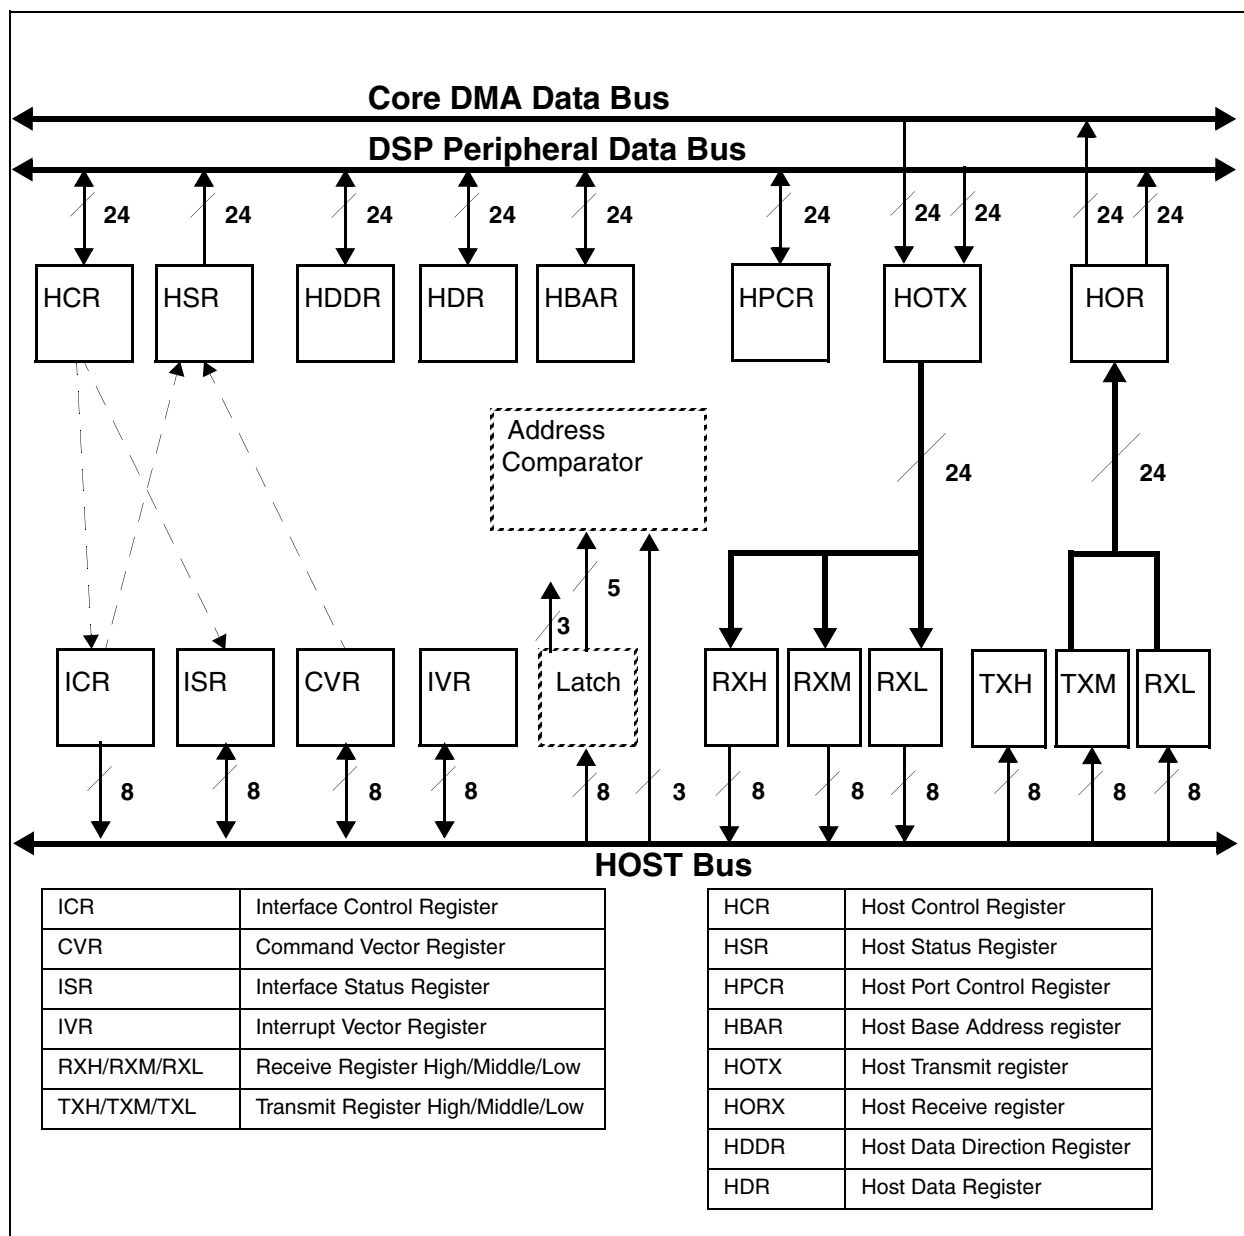 Core DMA Data Bus
DSP Peripheral Data Bus
24 24 24 24 24 24 24 24 24 24
HCR HSR HDDR HDR HBAR HPCR HOTX HOR
Address
Comparator
24 24
5
3
ICR ISR CVR IVR Latch RXH RXM RXL TXH TXM RXL
8 8 8 8 8 3 8 8 8 8 8 8
HOST Bus
ICR Interface Control Register
CVR Command Vector Register
ISR Interface Status Register
IVR Interrupt Vector Register
RXH/RXM/RXL Receive Register High/Middle/Low
TXH/TXM/TXL Transmit Register High/Middle/Low
HCR Host Control Register
HSR Host Status Register
HPCR Host Port Control Register
HBAR Host Base Address register
HOTX Host Transmit register
HORX Host Receive register
HDDR Host Data Direction Register
HDR Host Data Register